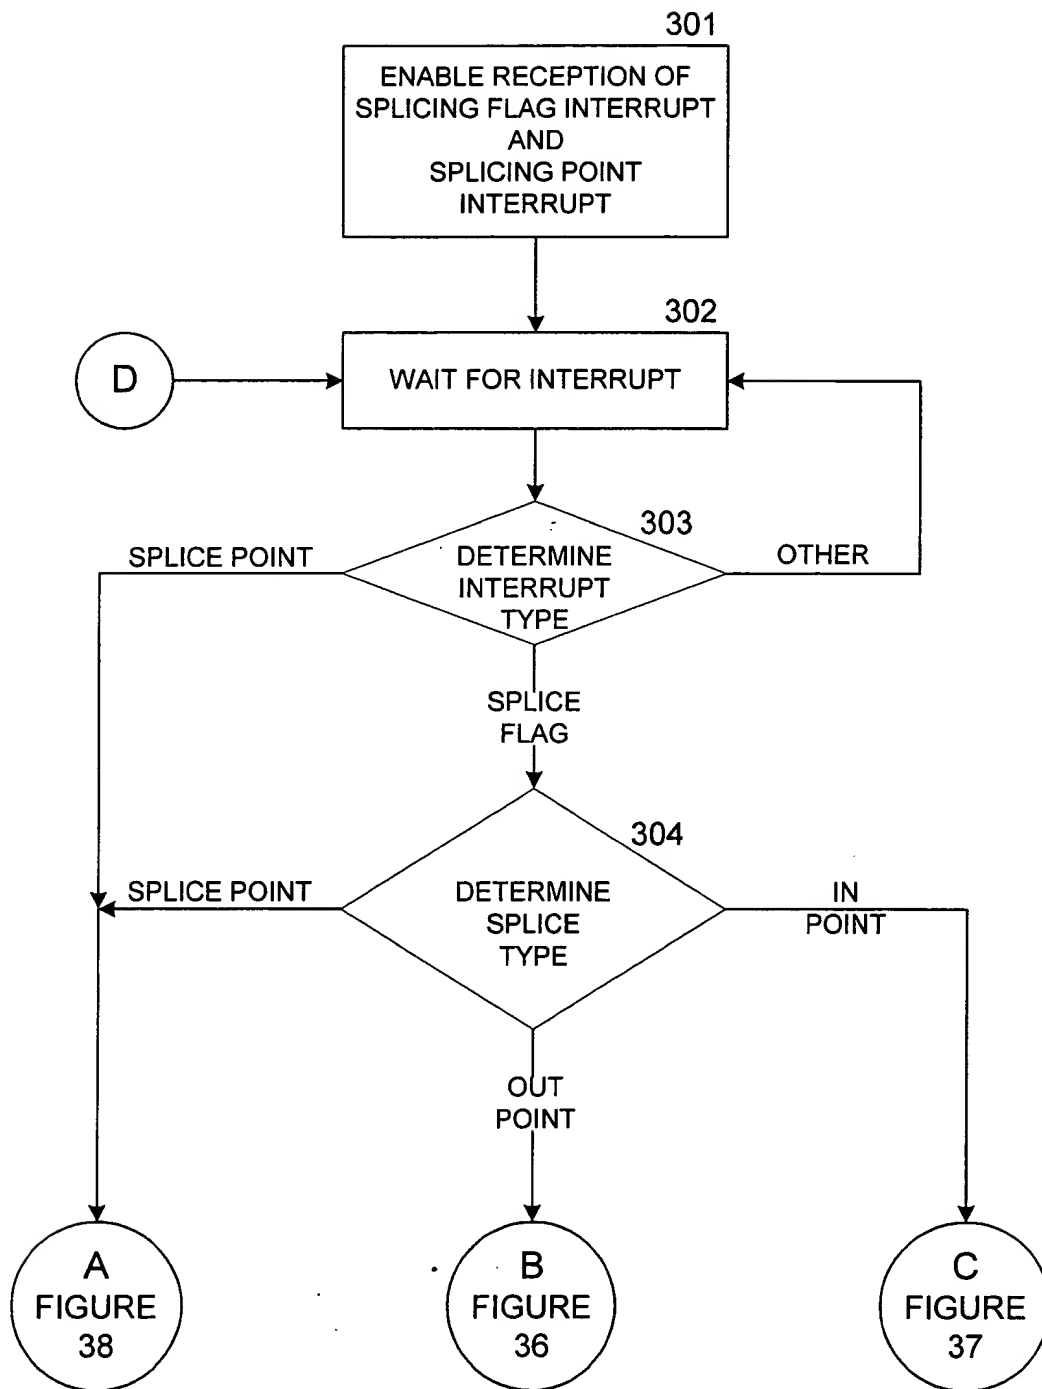 301
ENABLE RECEPTION OF
SPLICING FLAG INTERRUPT
AND
SPLICING POINT
INTERRUPT
302
D
WAIT FOR INTERRUPT
303
SPLICE POINT
DETERMINE
INTERRUPT
TYPE
OTHER
SPLICE
FLAG
304
SPLICE POINT
DETERMINE
SPLICE
TYPE
IN
POINT
OUT
POINT
A
FIGURE
38
B
FIGURE
36
C
FIGURE
37